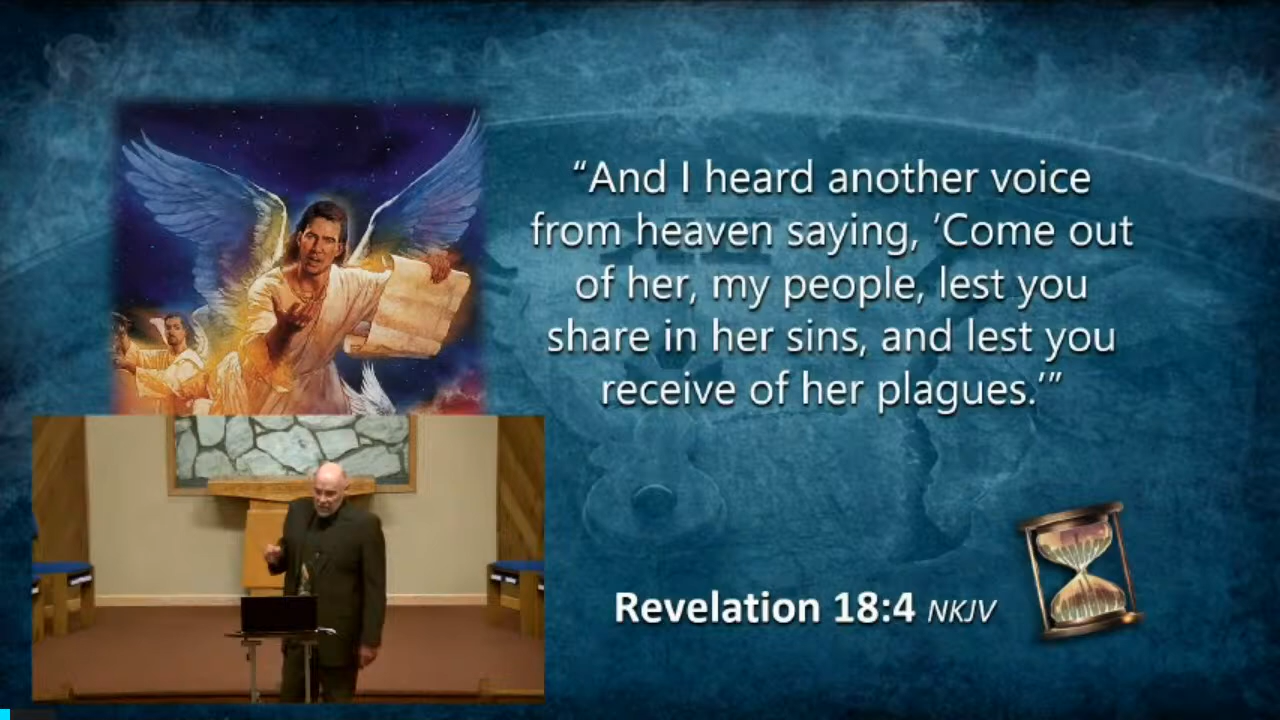 “And I heard another voice
from heaven saying, ‘Come out
of her, my people, lest you
share in her sins, and lest you
receive of her plagues.’”
Revelation 18:4 NKJV